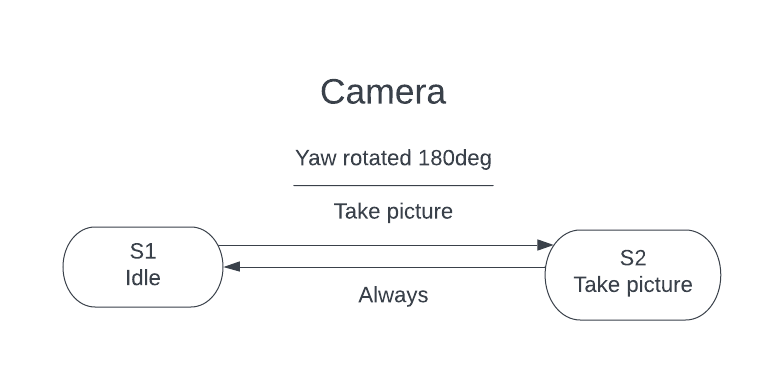 Camera
Yaw rotated 180deg
Take picture
S1
Idle
S2
Take picture
Always